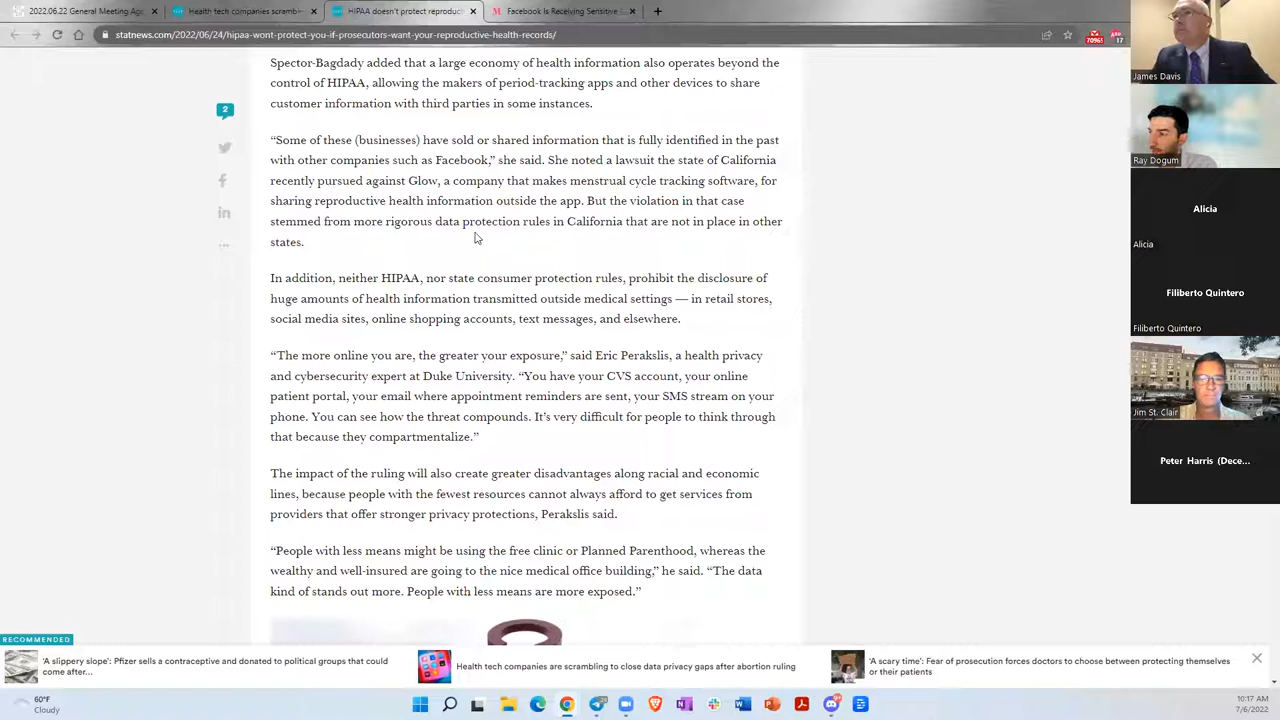 2022.06.22 General Meeting Age
Health tech companies scrambl
HIPAA doesn't protect reproduc
Facebook Is Receiving Sensitive
statnews.com/2022/06/24/hipaa-wont-protect-you-if-prosecutors-want-your-reproductive-health-records/
Spector-Bagdady added that a large economy of health information also operates beyond the
control of HIPAA, allowing the makers of period-tracking apps and other devices to share
customer information with third parties in some instances.
2
“Some of these (businesses) have sold or shared information that is fully identified in the past
with other companies such as Facebook,” she said. She noted a lawsuit the state of California
recently pursued against Glow, a company that makes menstrual cycle tracking software, for
sharing reproductive health information outside the app. But the violation in that case
stemmed from more rigorous data protection rules in California that are not in place in other
states.
In addition, neither HIPAA, nor state consumer protection rules, prohibit the disclosure of
huge amounts of health information transmitted outside medical settings — in retail stores,
social media sites, online shopping accounts, text messages, and elsewhere.
“The more online you are, the greater your exposure,” said Eric Perakslis, a health privacy
and cybersecurity expert at Duke University. “You have your CVS account, your online
patient portal, your email where appointment reminders are sent, your SMS stream on your
phone. You can see how the threat compounds. It’s very difficult for people to think through
that because they compartmentalize.”
The impact of the ruling will also create greater disadvantages along racial and economic
lines, because people with the fewest resources cannot always afford to get services from
providers that offer stronger privacy protections, Perakslis said.
“People with less means might be using the free clinic or Planned Parenthood, whereas the
wealthy and well-insured are going to the nice medical office building,” he said. “The data
kind of stands out more. People with less means are more exposed.”
RECOMMENDED
'A slippery slope': Pfizer sells a contraceptive and donated to political groups that could
come after...
Health tech companies are scrambling to close data privacy gaps after abortion ruling
'A scary time': Fear of prosecution forces doctors to choose between protecting themselves
or their patients
60°F
Cloudy
10:17 AM
7/6/2022
James Davis
Ray Dogum
Alicia
Alicia
Filiberto Quintero
Filiberto Quintero
Jim St. Clair
Peter Harris (Dece...